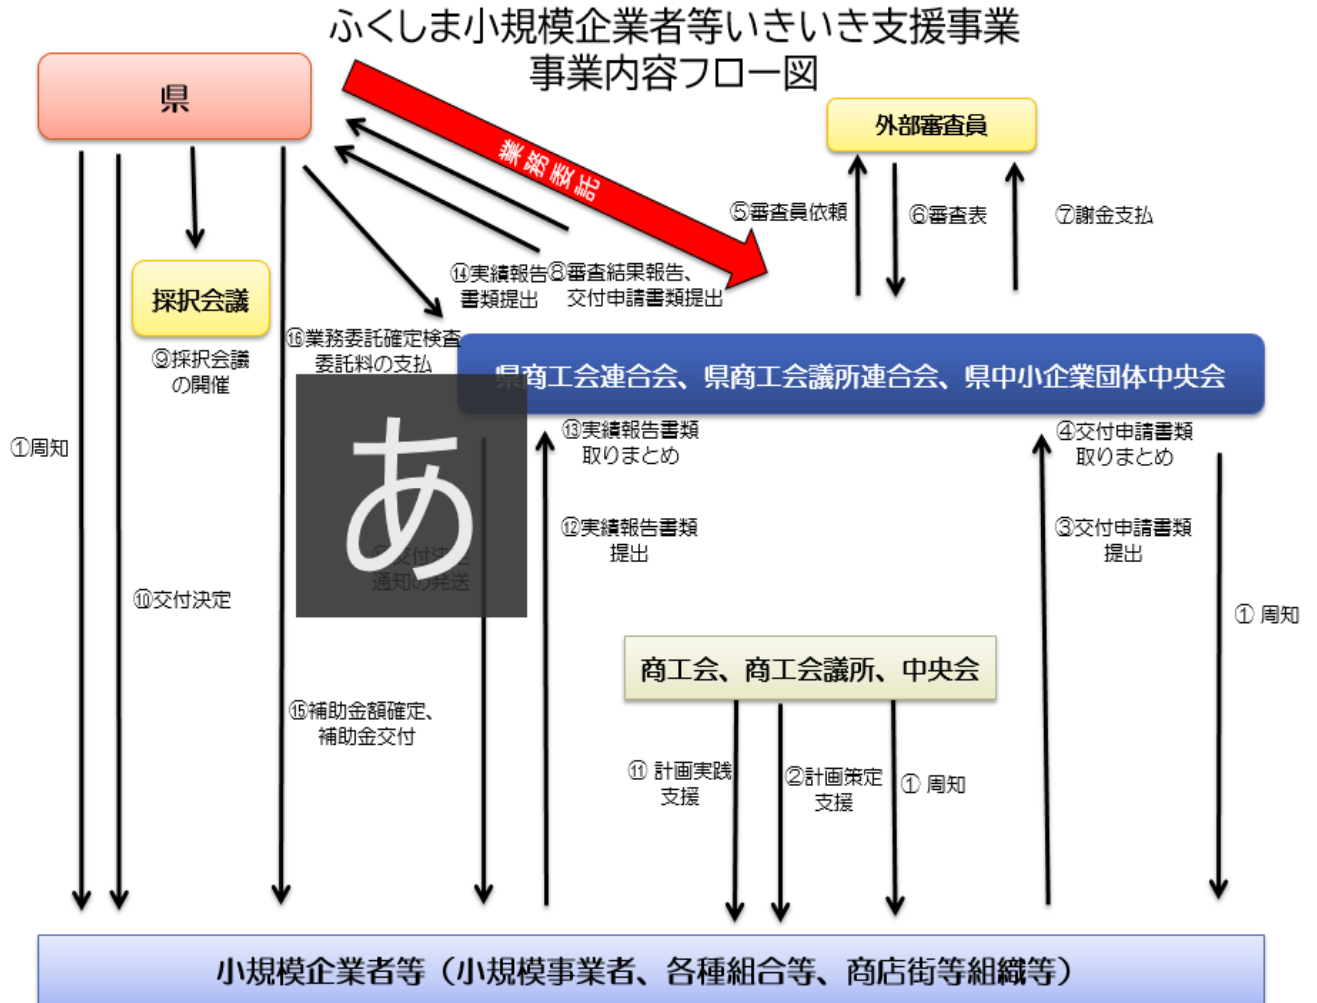 ふくしま小規模企業者等いきいき支援事業
事業内容フロー図
県
外部審査員
業務委託
⑤審査員依頼
⑥審査表
⑦謝金支払
⑭実績報告
書類提出
⑧審査結果報告、
交付申請書類提出
採択会議
⑨採択会議
の開催
⑯業務委託確定検査
委託料の支払
県商工会連合会、県商工会議所連合会、県中小企業団体中央会
①周知
⑬実績報告書類
取りまとめ
④交付申請書類
取りまとめ
あ
⑫実績報告書類
提出
③交付申請書類
提出
交付決定
通知の発送
⑩交付決定
① 周知
商工会、商工会議所、中央会
⑮補助金額確定、
補助金交付
⑪ 計画実践
支援
②計画策定
支援
① 周知
小規模企業者等（小規模事業者、各種組合等、商店街等組織等）